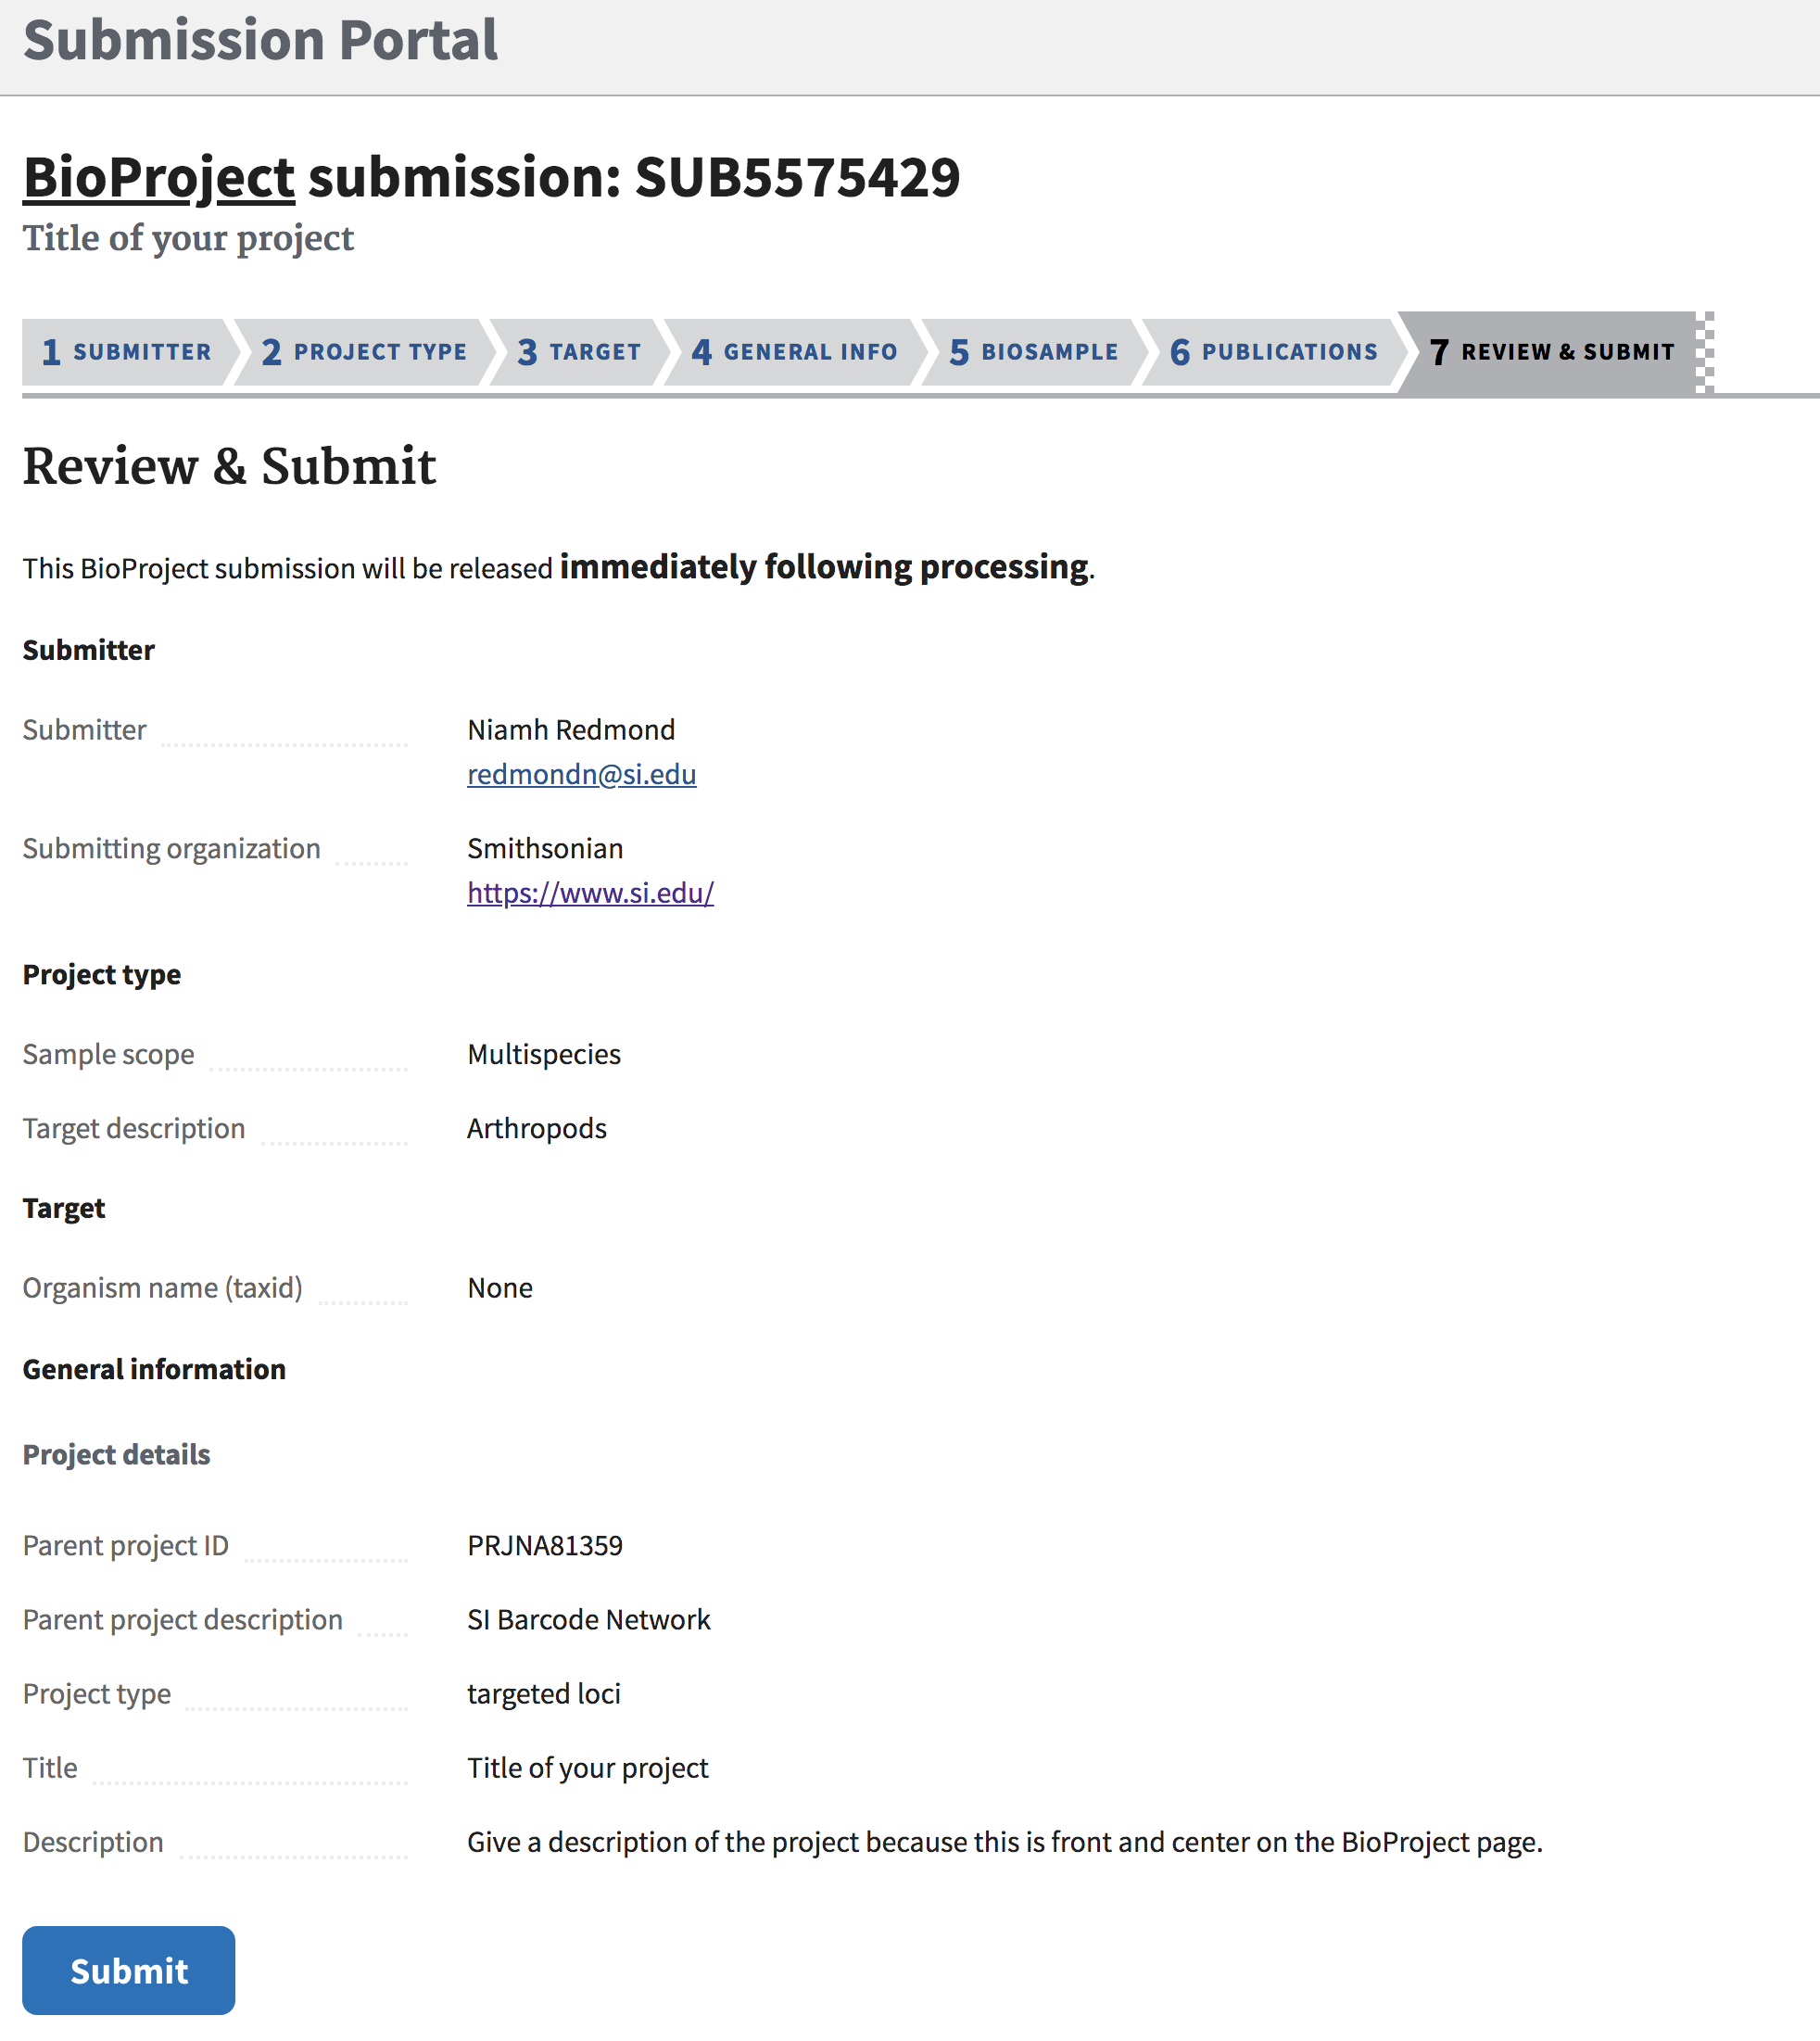 Submission Portal
BioProject submission: SUB5575429
Title of your project
1 SUBMITTER 2 PROJECT TYPE 3 TARGET 4 GENERAL INFO 5 BIOSAMPLE 6 PUBLICATIONS 7 REVIEW & SUBMIT
Review & Submit
This BioProject submission will be released immediately following processing.
Submitter
Submitter Niamh Redmond
redmondn@si.edu
Submitting organization Smithsonian
https://www.si.edu/
Project type
Sample scope Multispecies
Target description Arthropods
Target
Organism name (taxid) None
General information
Project details
Parent project ID PRJNA81359
Parent project description SI Barcode Network
Project type targeted loci
Title Title of your project
Description Give a description of the project because this is front and center on the BioProject page.
Submit